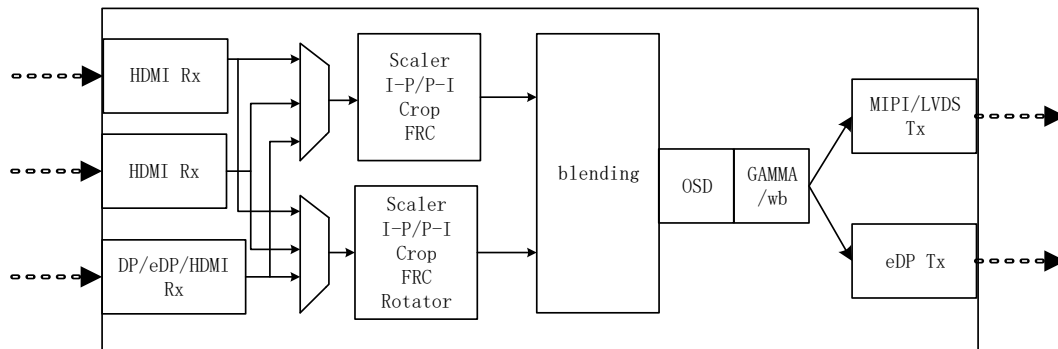 HDMI Rx
HDMI Rx
DP/eDP/HDMI
Rx
Scaler
I-P/P-I
Crop
FRC
Scaler
I-P/P-I
Crop
FRC
Rotator
blending
OSD
GAMMA
/wb
MIPI/LVDS
Tx
eDP Tx